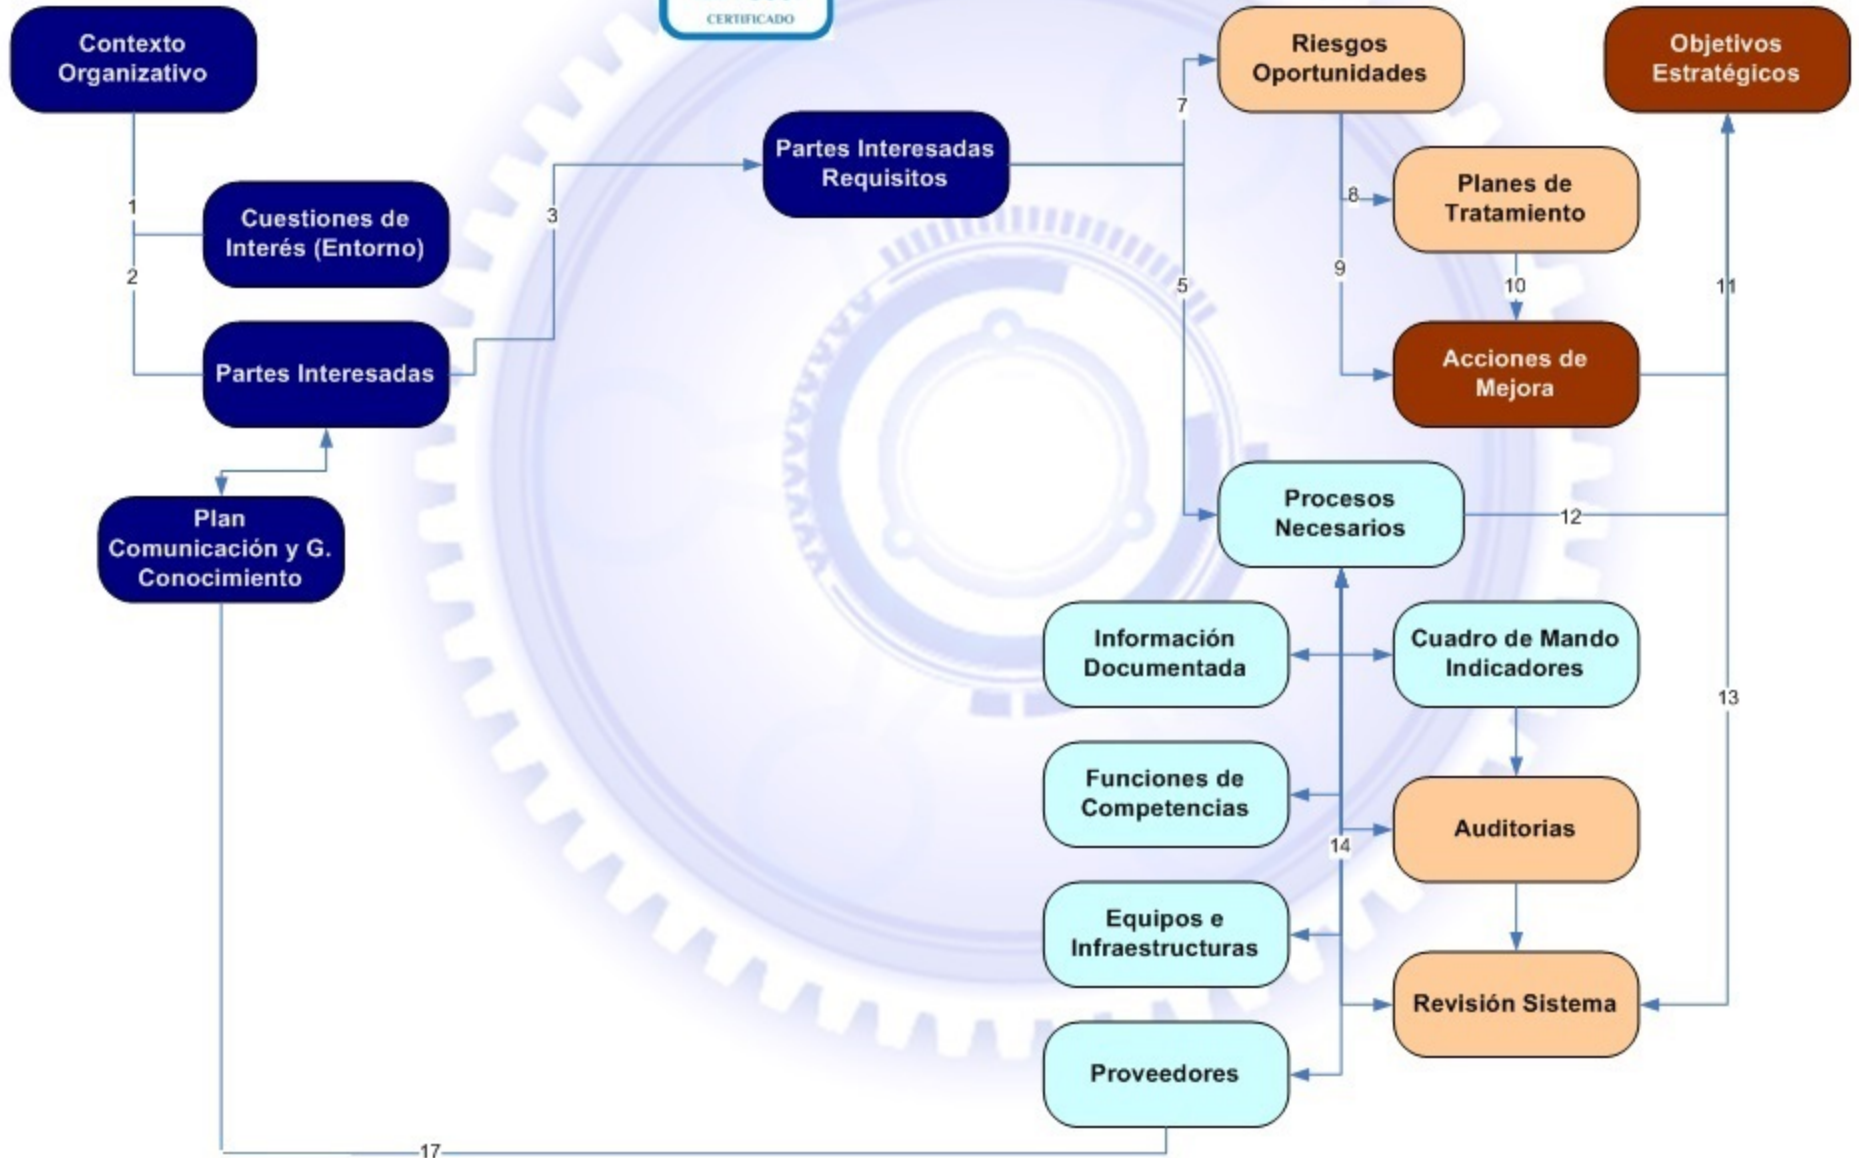 CERTIFICADO
Contexto
Organizativo
1
Cuestiones de
Interés (Entorno)
2
Partes Interesadas
3
Plan
Comunicación y G.
Conocimiento
Partes Interesadas
Requisitos
7
5
Riesgos
Oportunidades
8
9
Planes de
Tratamiento
10
Acciones de
Mejora
Objetivos
Estratégicos
11
Procesos
Necesarios
12
13
Información
Documentada
Cuadro de Mando
Indicadores
Funciones de
Competencias
14
Auditorias
Equipos e
Infraestructuras
Revisión Sistema
Proveedores
17